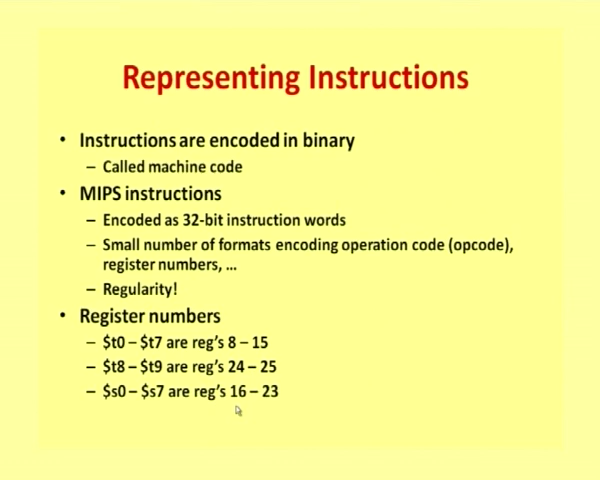 Representing Instructions
• Instructions are encoded in binary
– Called machine code
• MIPS instructions
– Encoded as 32-bit instruction words
– Small number of formats encoding operation code (opcode),
register numbers, ...
– Regularity!
• Register numbers
– $t0 – $t7 are reg's 8 – 15
– $t8 – $t9 are reg's 24 – 25
– $s0 – $s7 are reg's 16 – 23